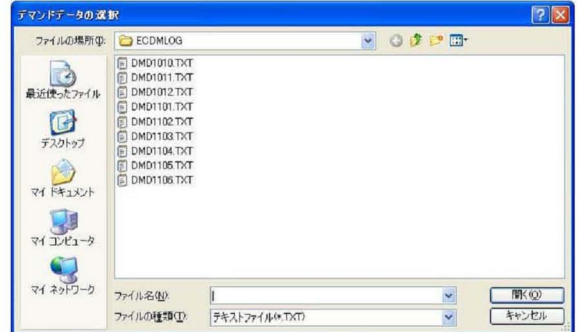 デマンドデータの選択
ファイルの場所(I):
ECDMLOG
DMD1010.TXT
DMD1011.TXT
DMD1012.TXT
DMD1101.TXT
DMD1102.TXT
DMD1103.TXT
DMD1104.TXT
DMD1105.TXT
DMD1106.TXT
最近使ったファイル
デスクトップ
マイ ドキュメント
マイ コンピュータ
マイ ネットワーク
ファイル名(N):
開く(O)
ファイルの種類(T):
テキストファイル(*.TXT)
キャンセル